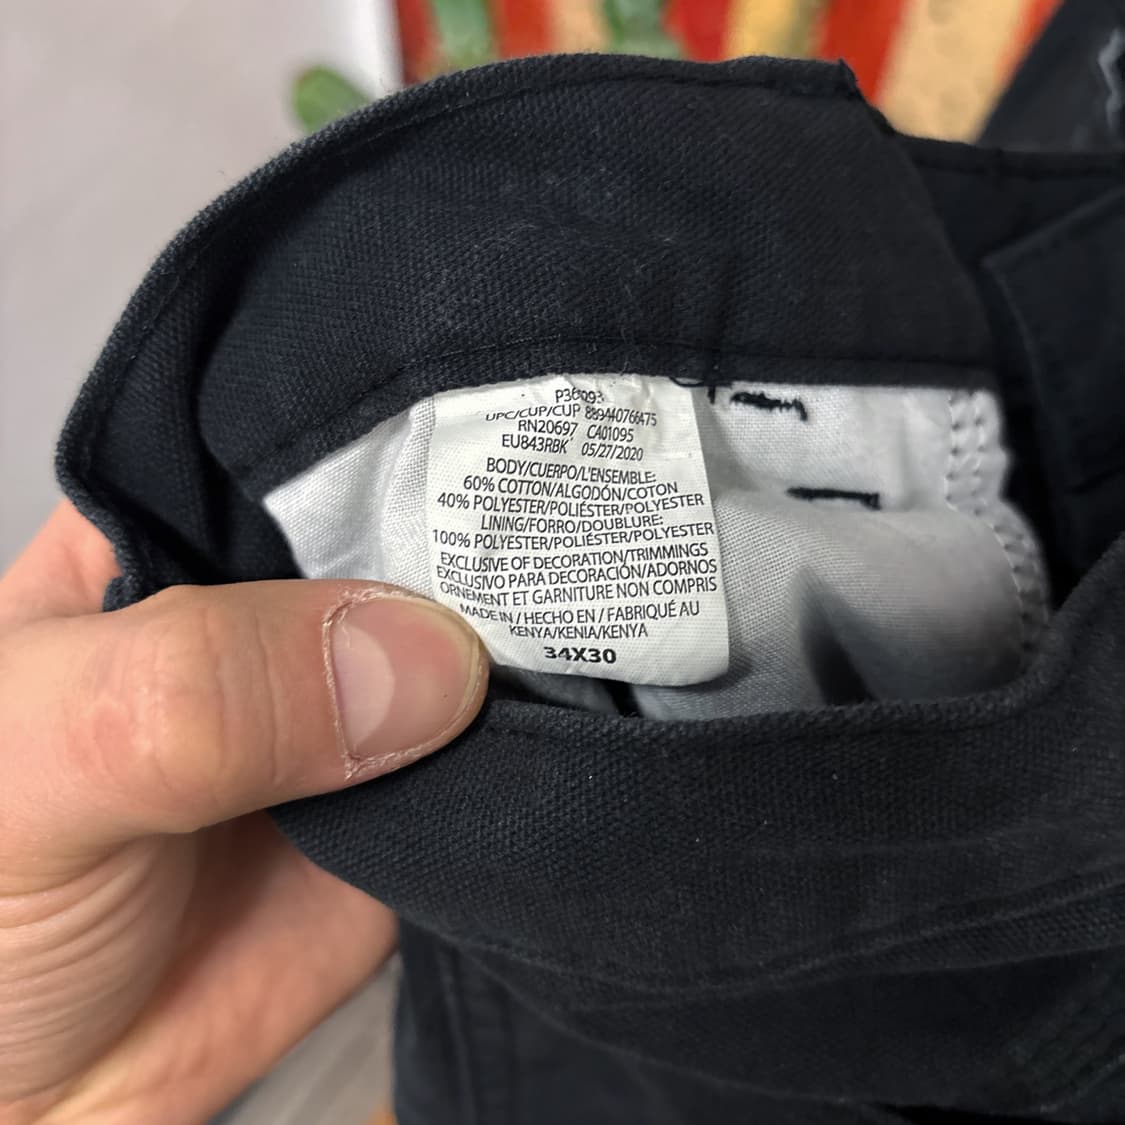 UPC/CUP/CUP 889440766475
RN20697 CA01095
EU843RBK 05/27/2020
BODY/CUERPO/L'ENSEMBLE:
60% COTTON/ALGODÓN/COTON
40% POLYESTER/POLIÉSTER/POLYESTER
LINING/FORRO/DOUBLURE:
100% POLYESTER/POLIÉSTER/POLYESTER
EXCLUSIVE OF DECORATION/TRIMMINGS
EXCLUSIVO PARA DECORACIÓN/ADORNOS
ORNEMENT ET GARNITURE NON COMPRIS
MADE IN / HECHO EN / FABRIQUÉ AU
KENYA/KENIA/KENYA
34X30